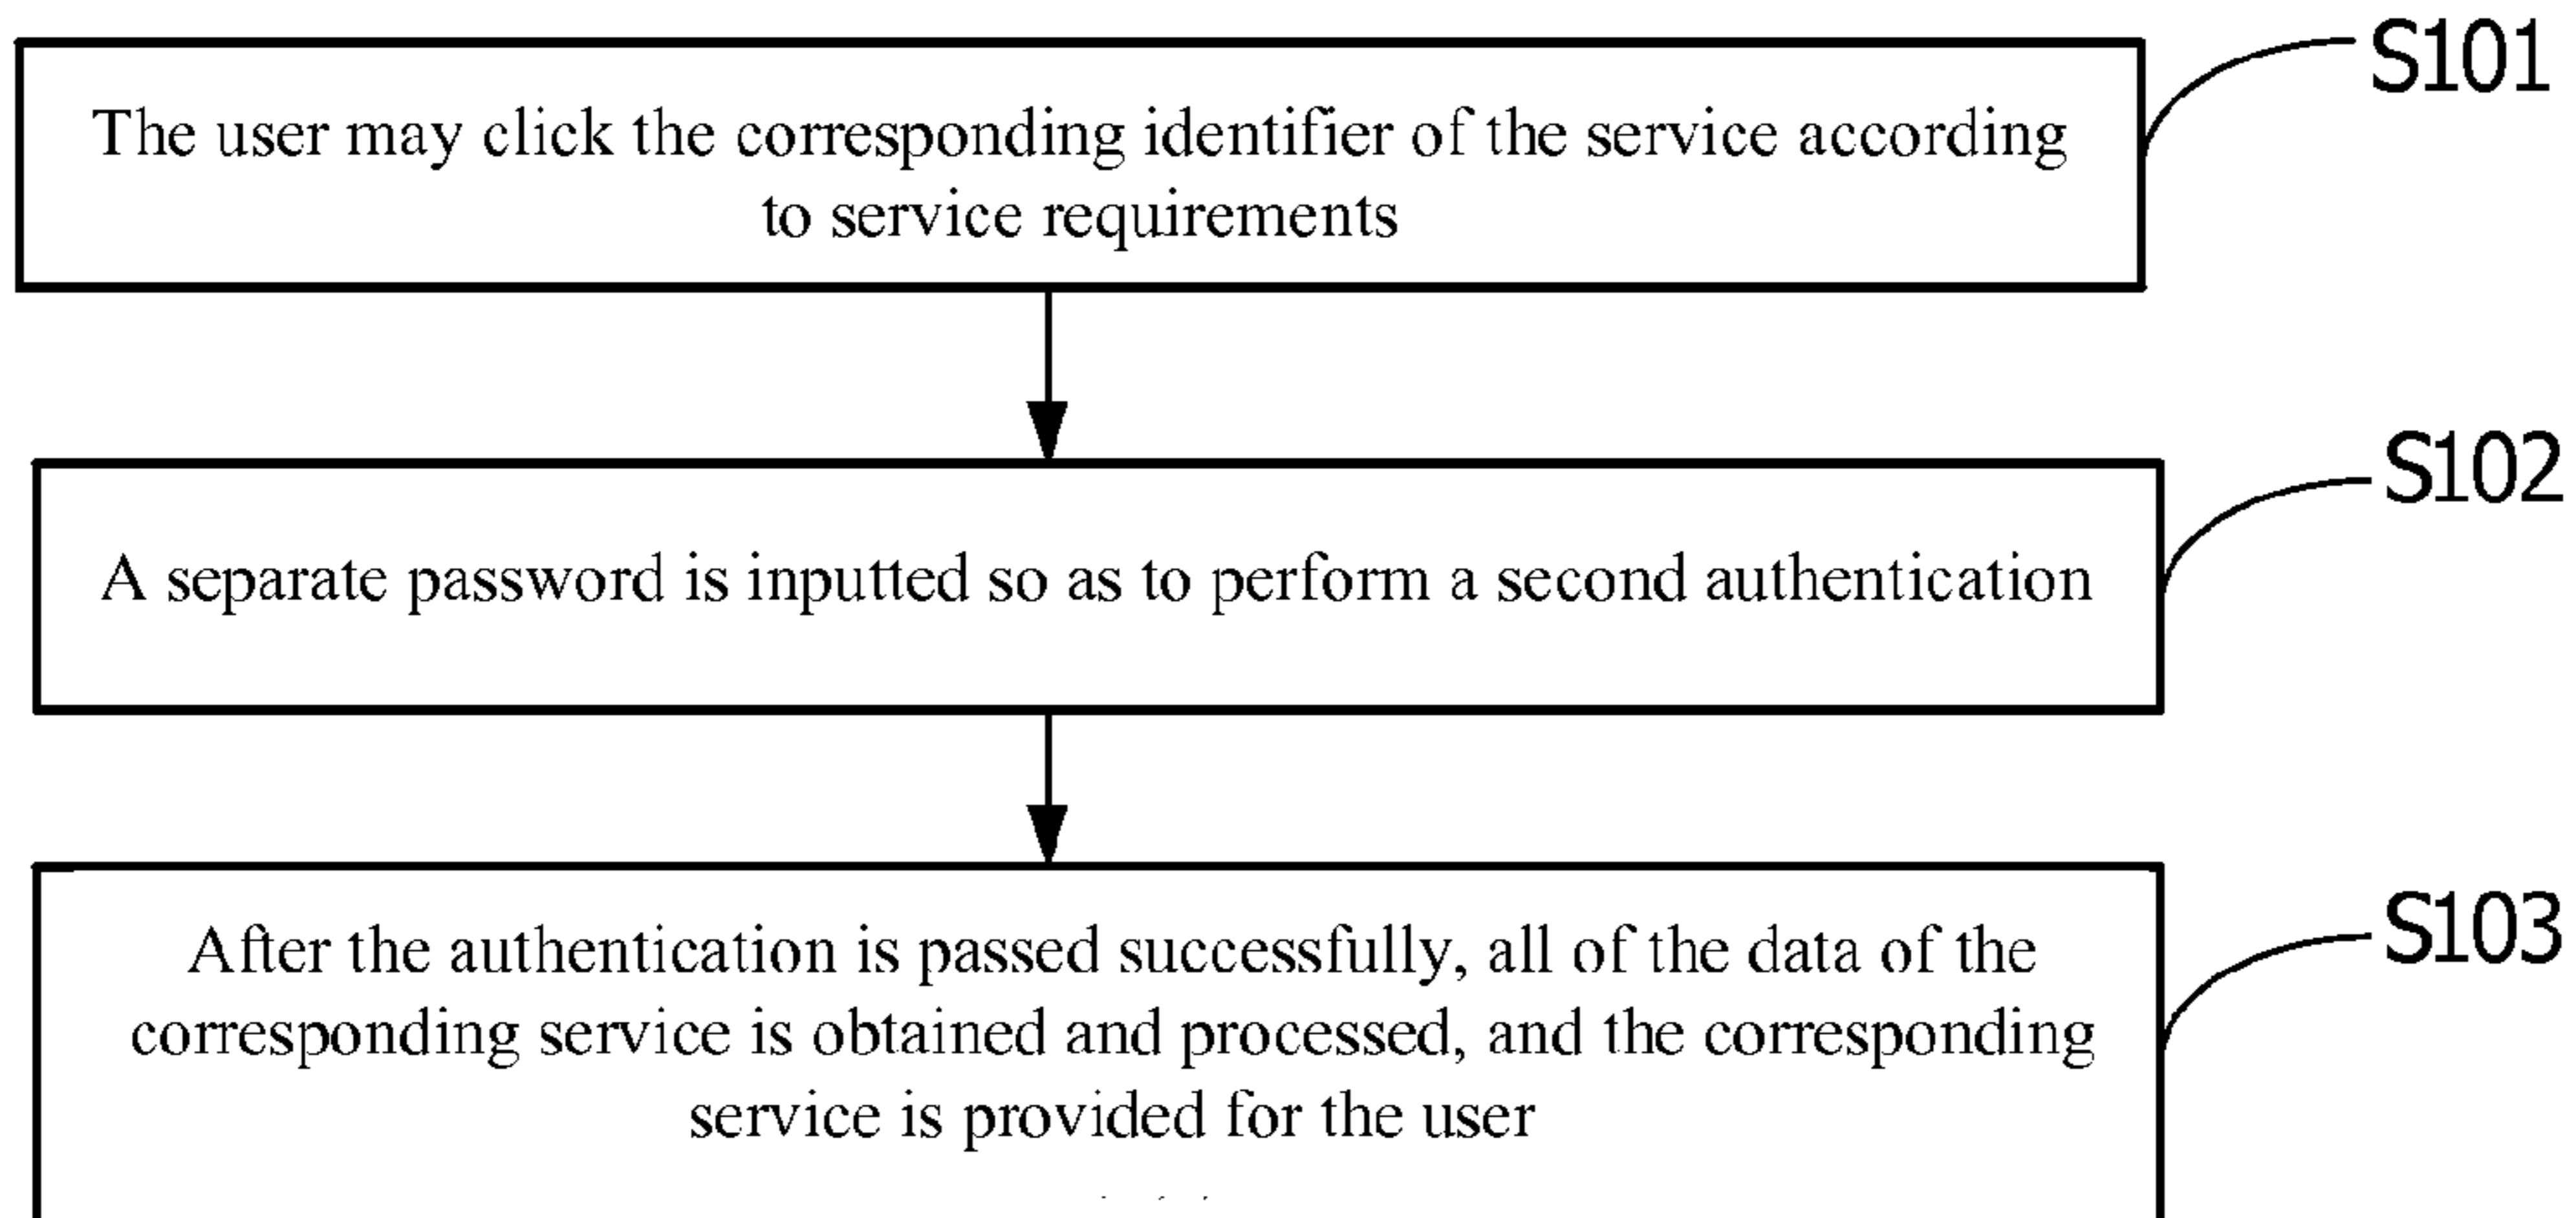 S101
The user may click the corresponding identifier of the service according
to service requirements
S102
A separate password is inputted so as to perform a second authentication
S103
After the authentication is passed successfully, all of the data of the
corresponding service is obtained and processed, and the corresponding
service is provided for the user